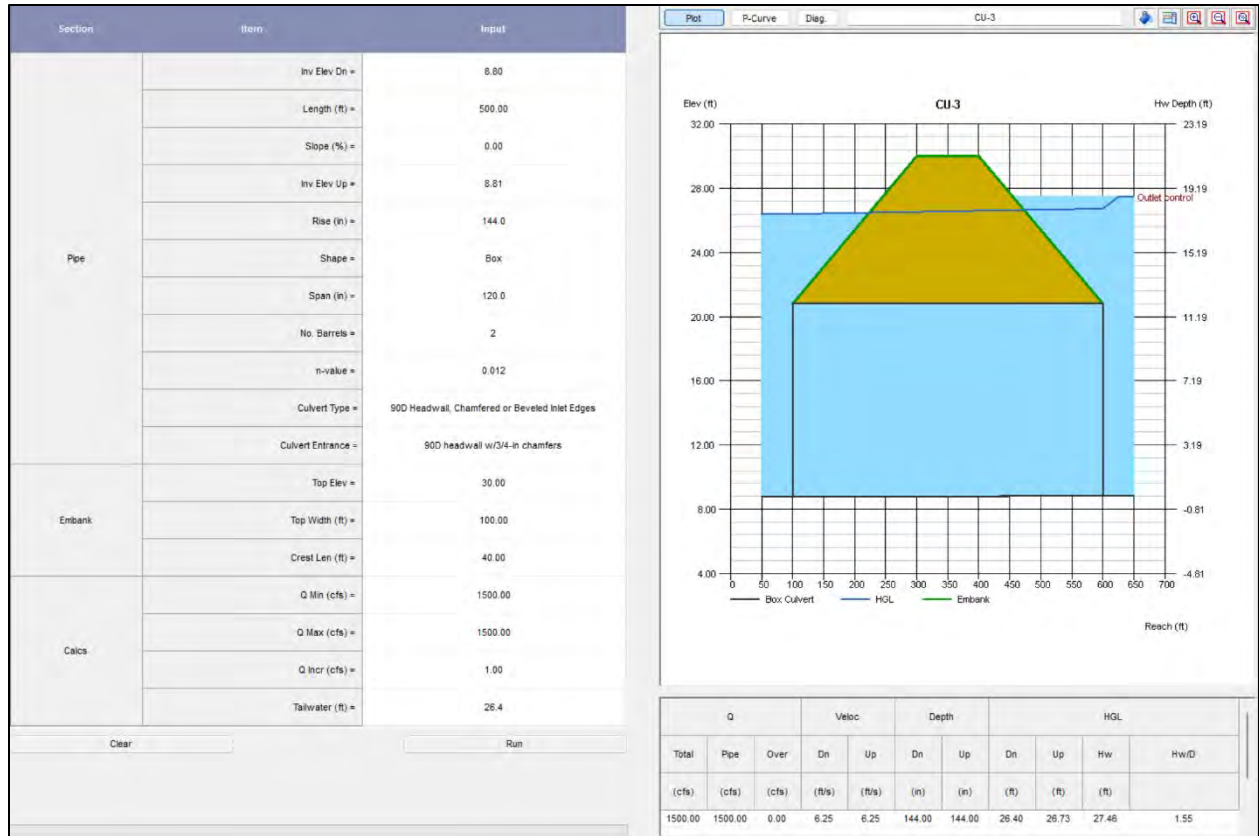 Section Item Input
Inv Elev Dn = 8.80
Length (ft) = 500.00
Slope (%) = 0.00
Inv Elev Up = 8.81
Rise (in) = 144.0
Pipe Shape = Box
Span (in) = 120.0
No. Barrels = 2
n-value = 0.012
Culvert Type = 90D Headwall, Chamfered or Beveled Inlet Edges
Culvert Entrance = 90D headwall w/3/4-in chamfers
Top Elev = 30.00
Embank Top Width (ft) = 100.00
Crest Len (ft) = 40.00
Q Min (cfs) = 1500.00
Calcs Q Max (cfs) = 1500.00
Q Incr (cfs) = 1.00
Tailwater (ft) = 26.4
Clear Run
Plot P-Curve Diag. CU-3
Elev (ft) CU-3 Hw Depth (ft)
32.00 23.19
28.00 19.19
Outlet control
24.00 15.19
20.00 11.19
16.00 7.19
12.00 3.19
8.00 -0.81
4.00 -4.81
0 50 100 150 200 250 300 350 400 450 500 550 600 650 700
Box Culvert HGL Embank
Reach (ft)
Q Veloc Depth HGL
Total Pipe Over Dn Up Dn Up Dn Up Hw Hw/D
(cfs) (cfs) (cfs) (ft/s) (ft/s) (in) (in) (ft) (ft) (ft)
1500.00 1500.00 0.00 6.25 6.25 144.00 144.00 26.40 26.73 27.46 1.55